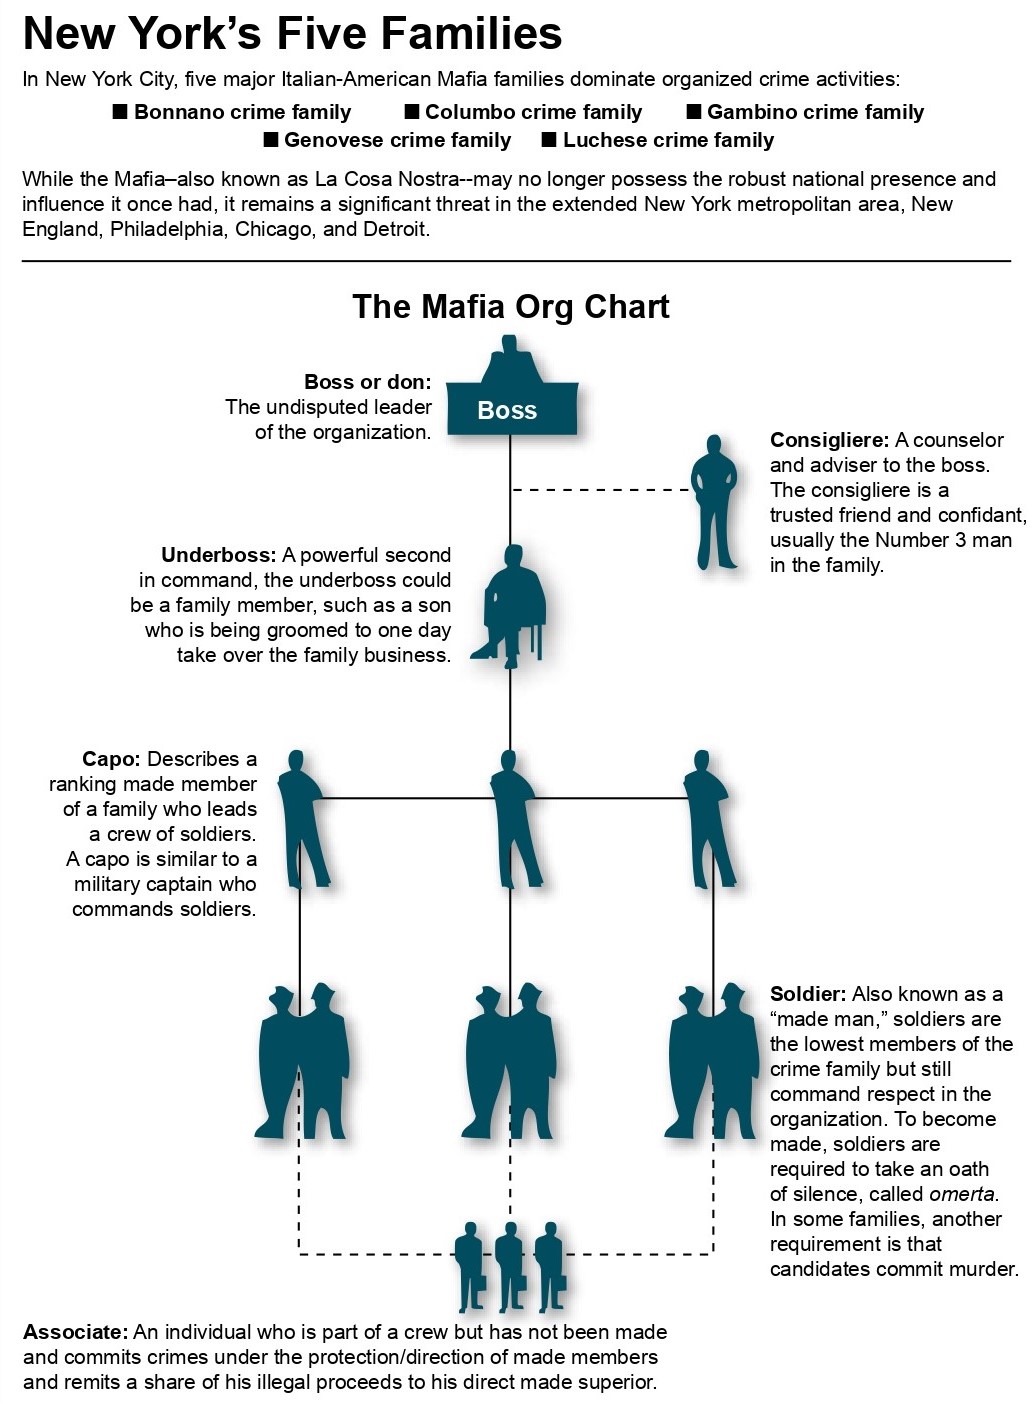 New York’s Five Families
In New York City, five major Italian-American Mafia families dominate organized crime activities:
■ Bonnano crime family ■ Columbo crime family ■ Gambino crime family
■ Genovese crime family ■ Luchese crime family
While the Mafia–also known as La Cosa Nostra--may no longer possess the robust national presence and
influence it once had, it remains a significant threat in the extended New York metropolitan area, New
England, Philadelphia, Chicago, and Detroit.
The Mafia Org Chart
Boss or don:
The undisputed leader
of the organization.
Boss
Consigliere: A counselor
and adviser to the boss.
The consigliere is a
trusted friend and confidant,
usually the Number 3 man
in the family.
Underboss: A powerful second
in command, the underboss could
be a family member, such as a son
who is being groomed to one day
take over the family business.
Capo: Describes a
ranking made member
of a family who leads
a crew of soldiers.
A capo is similar to a
military captain who
commands soldiers.
Soldier: Also known as a
“made man,” soldiers are
the lowest members of the
crime family but still
command respect in the
organization. To become
made, soldiers are
required to take an oath
of silence, called omerta.
In some families, another
requirement is that
candidates commit murder.
Associate: An individual who is part of a crew but has not been made
and commits crimes under the protection/direction of made members
and remits a share of his illegal proceeds to his direct made superior.